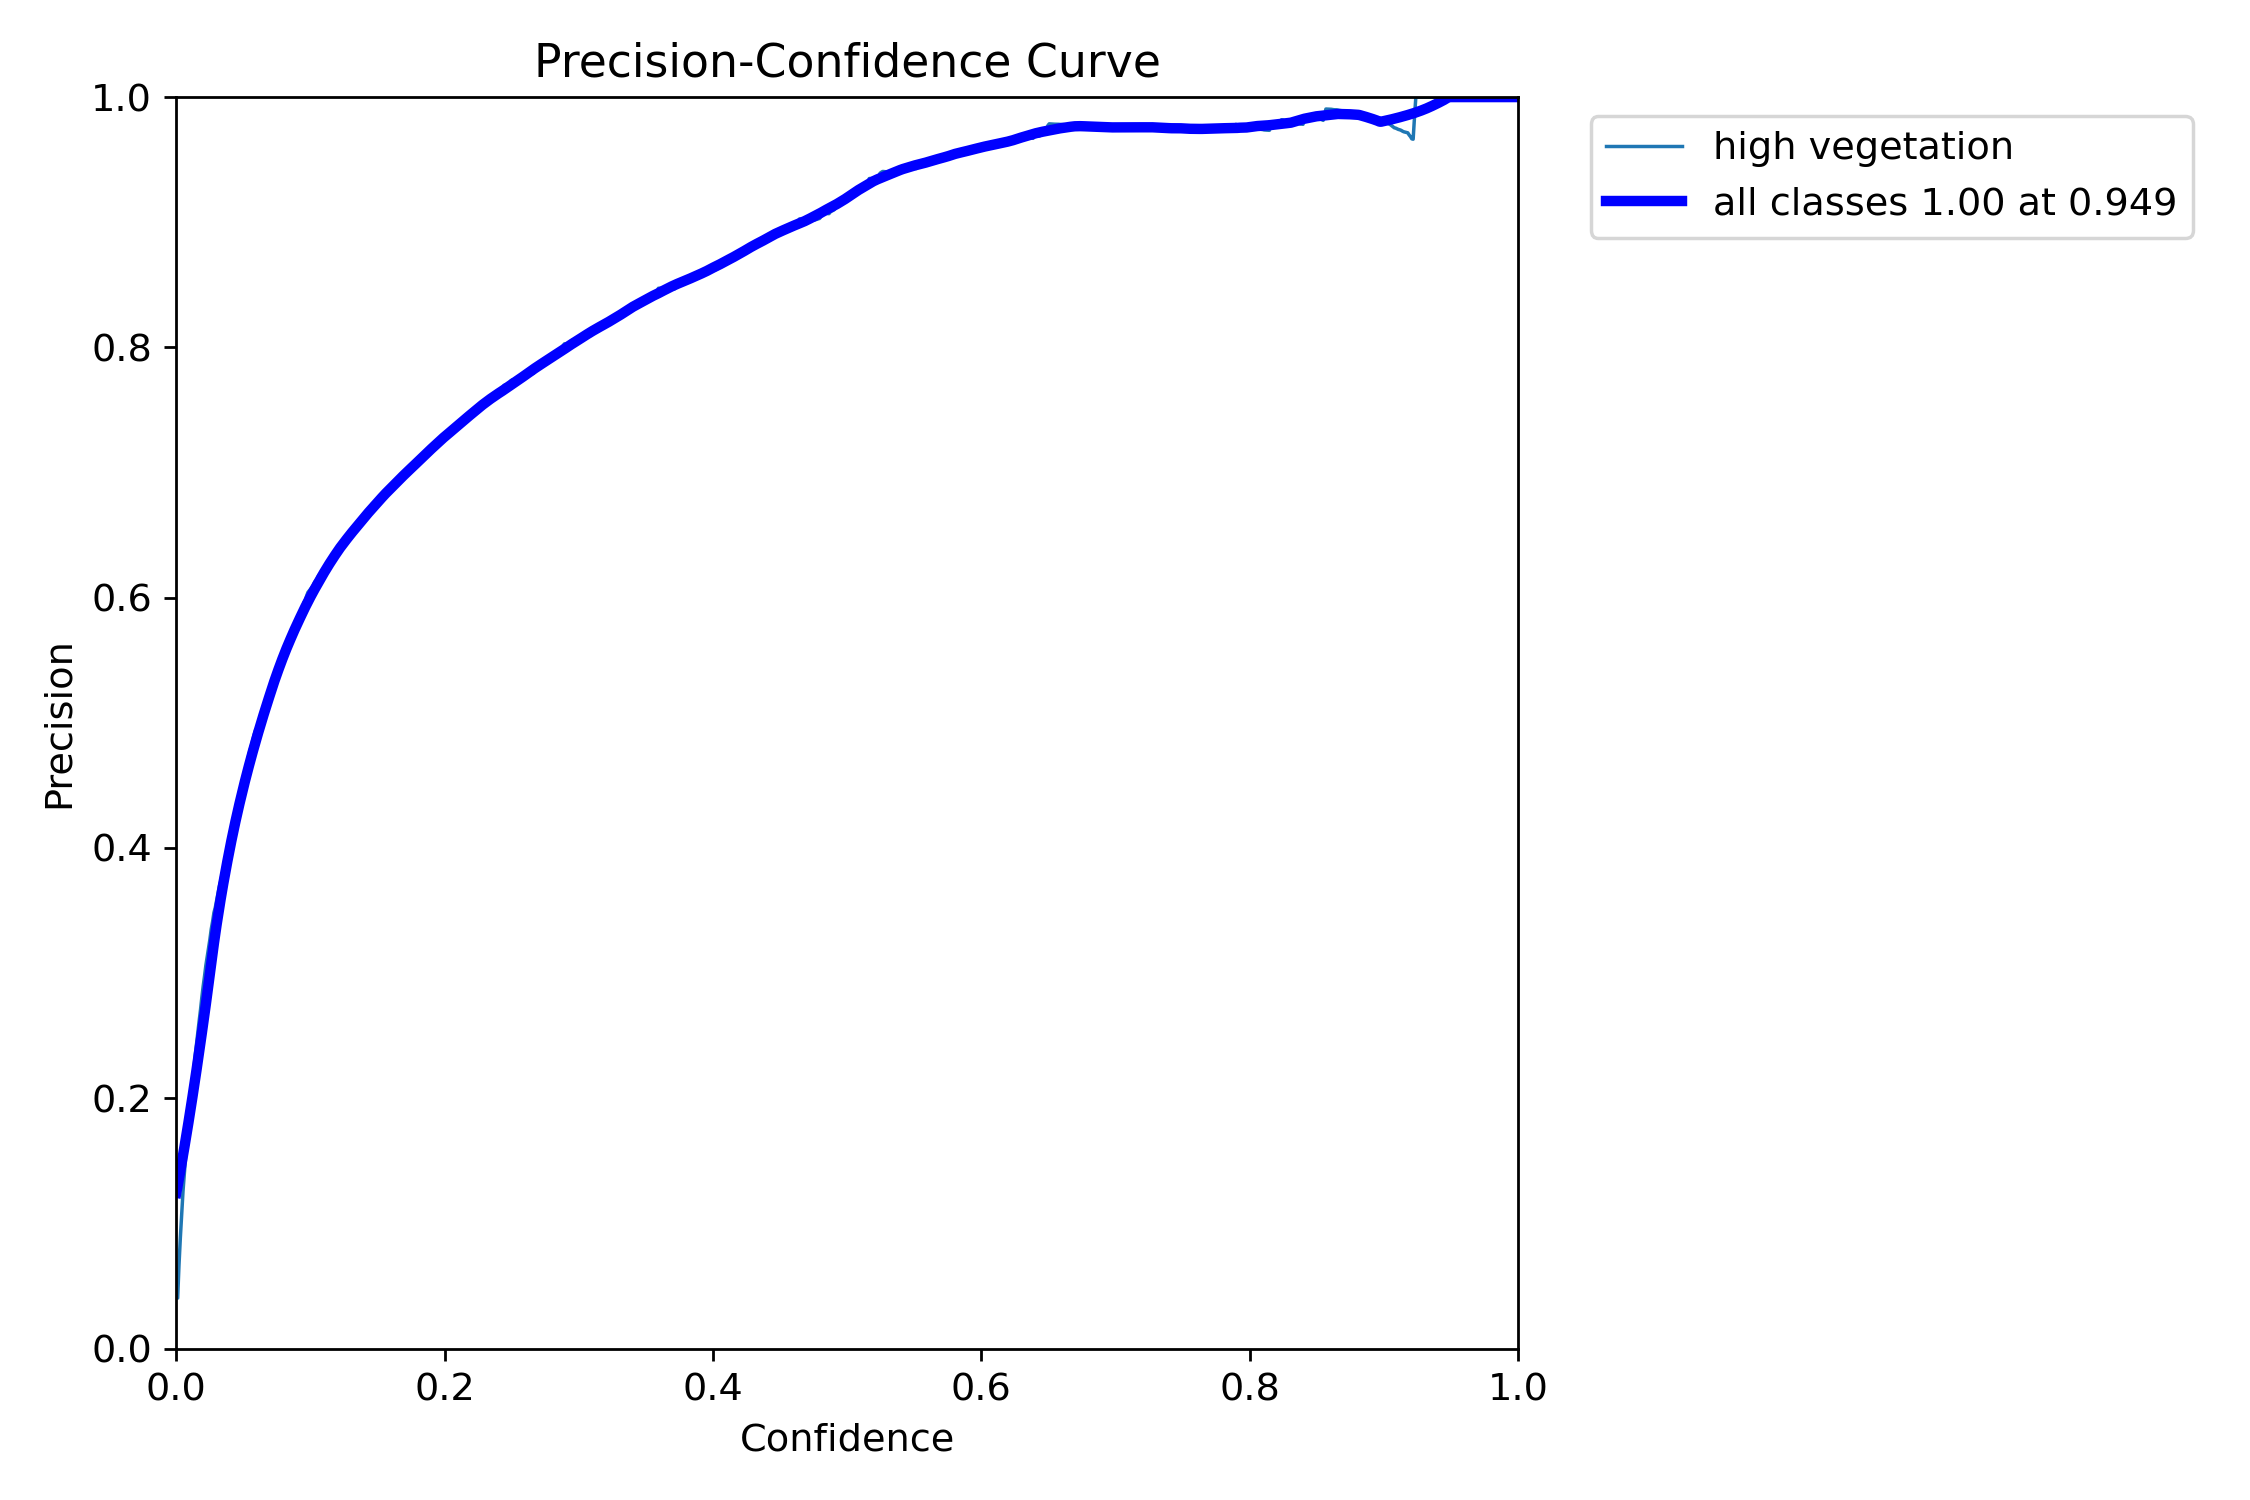 Precision-Confidence Curve
1.0
0.8
0.6
0.4
0.2
0.0
Precision
0.0 0.2 0.4 0.6 0.8 1.0
Confidence
high vegetation
all classes 1.00 at 0.949